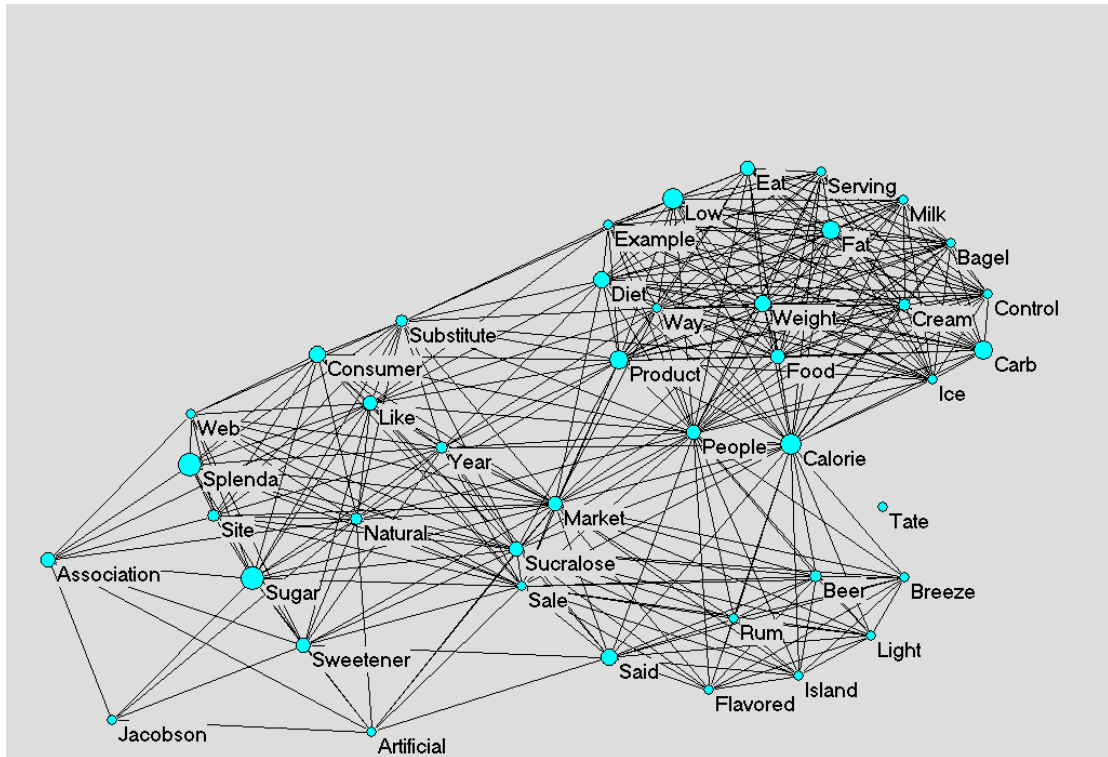 Eat
Serving
Low
Milk
Example
Fat
Bagel
Diet
Control
Way
Weight
Cream
Substitute
Consumer
Product
Food
Carb
Ice
Like
Web
People
Year
Calorie
Splenda
Market
Tate
Site
Natural
Sucralose
Association
Sugar
Sale
Beer
Breeze
Rum
Light
Sweetener
Said
Island
Flavored
Jacobson
Artificial